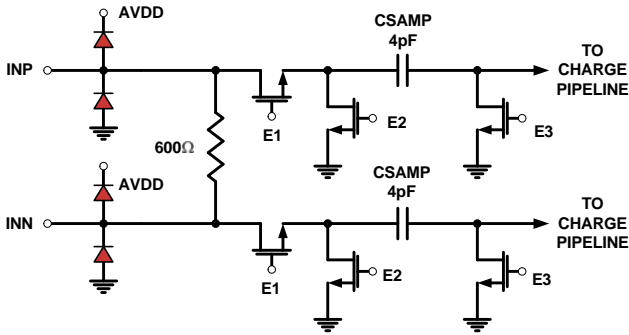 AVDD
CSAMP
4pF
TO
CHARGE
PIPELINE
INP
E1
E2
E3
600Ω
AVDD
CSAMP
4pF
TO
CHARGE
PIPELINE
INN
E1
E2
E3